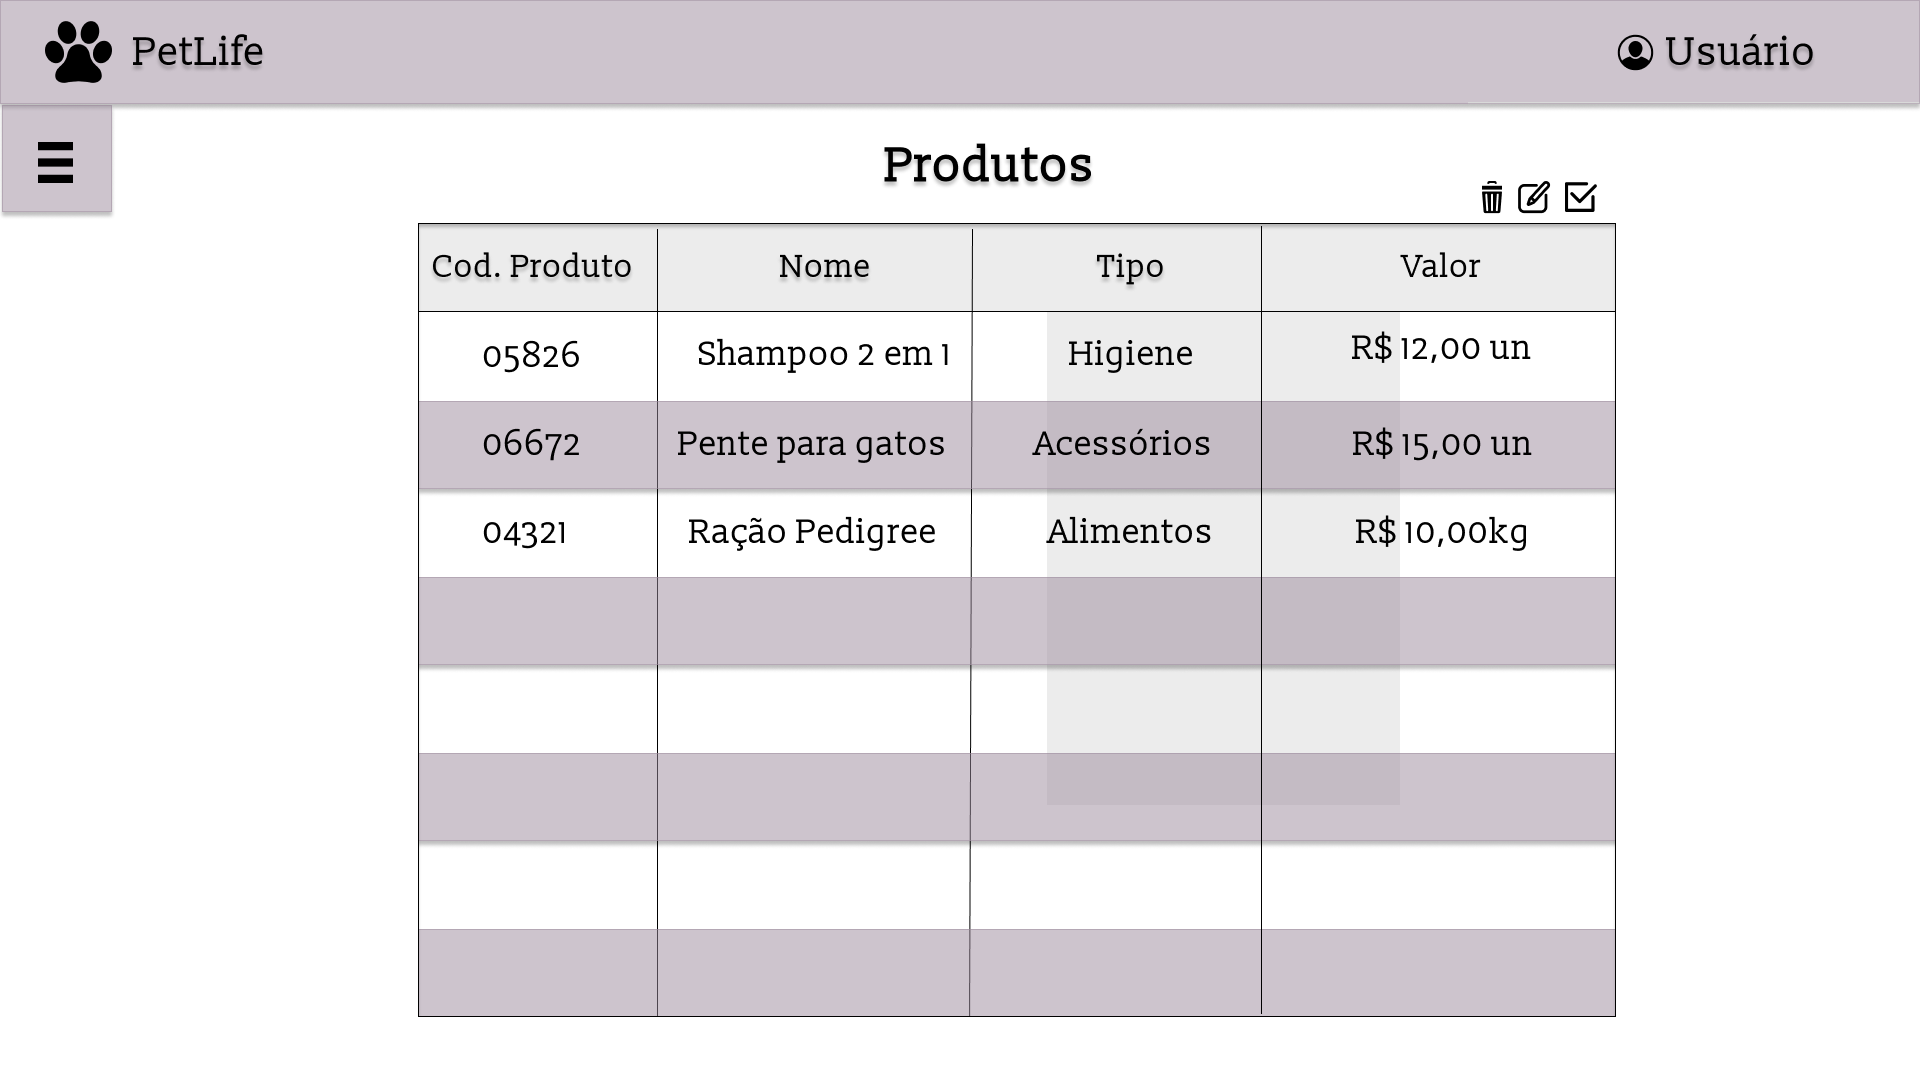 PetLife
Usuário
Produtos
Cod. Produto Nome Tipo Valor
05826 Shampoo 2 em 1 Higiene R$ 12,00 un
06672 Pente para gatos Acessórios R$ 15,00 un
04321 Ração Pedigree Alimentos R$ 10,00kg